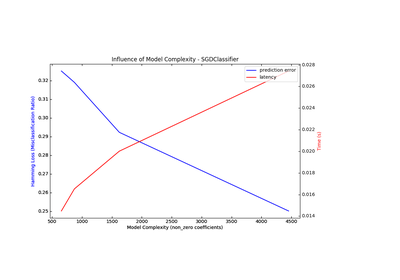 Influence of Model Complexity - SGDClassifier
prediction error
latency
0.32
0.31
0.30
0.29
0.28
0.27
0.26
0.25
Hamming Loss (Misclassification Ratio)
0.028
0.026
0.024
0.022
0.020
0.018
0.016
0.014
Time (s)
500 1000 1500 2000 2500 3000 3500 4000 4500
Model Complexity (non_zero coefficients)